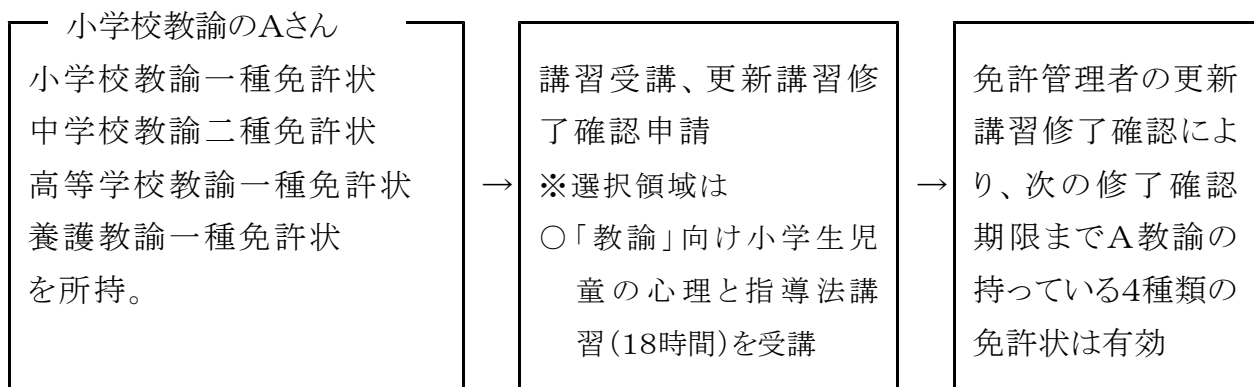 小学校教諭のAさん
小学校教諭一種免許状
中学校教諭二種免許状
高等学校教諭一種免許状
養護教諭一種免許状
を所持。
→
講習受講、更新講習修
了確認申請
※選択領域は
○「教諭」向け小学生児
童の心理と指導法講
習(18時間)を受講
→
免許管理者の更新
講習修了確認によ
り、次の修了確認
期限までA教諭の
持っている4種類の
免許状は有効